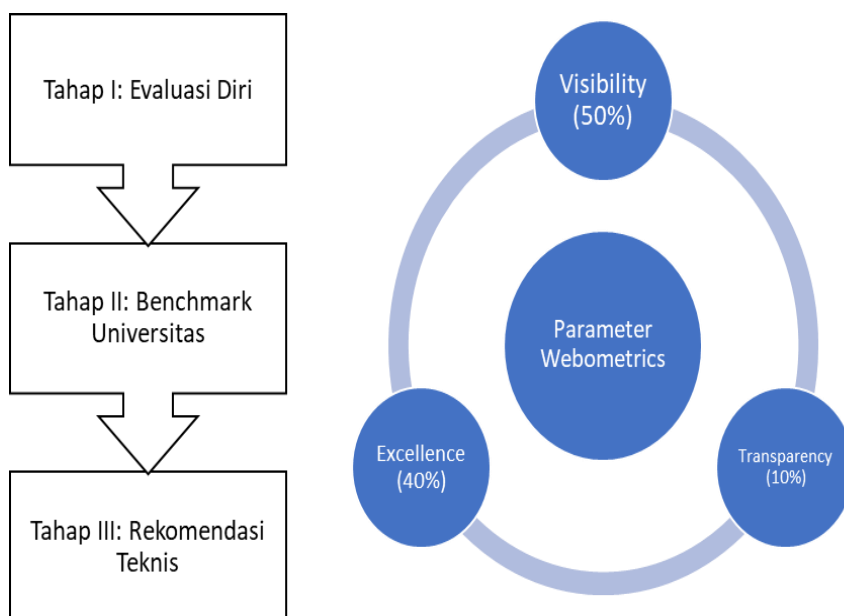 Tahap I: Evaluasi Diri
Tahap II: Benchmark
Universitas
Tahap III: Rekomendasi
Teknis
Visibility
(50%)
Parameter
Webometrics
Excellence
(40%)
Transparency
(10%)